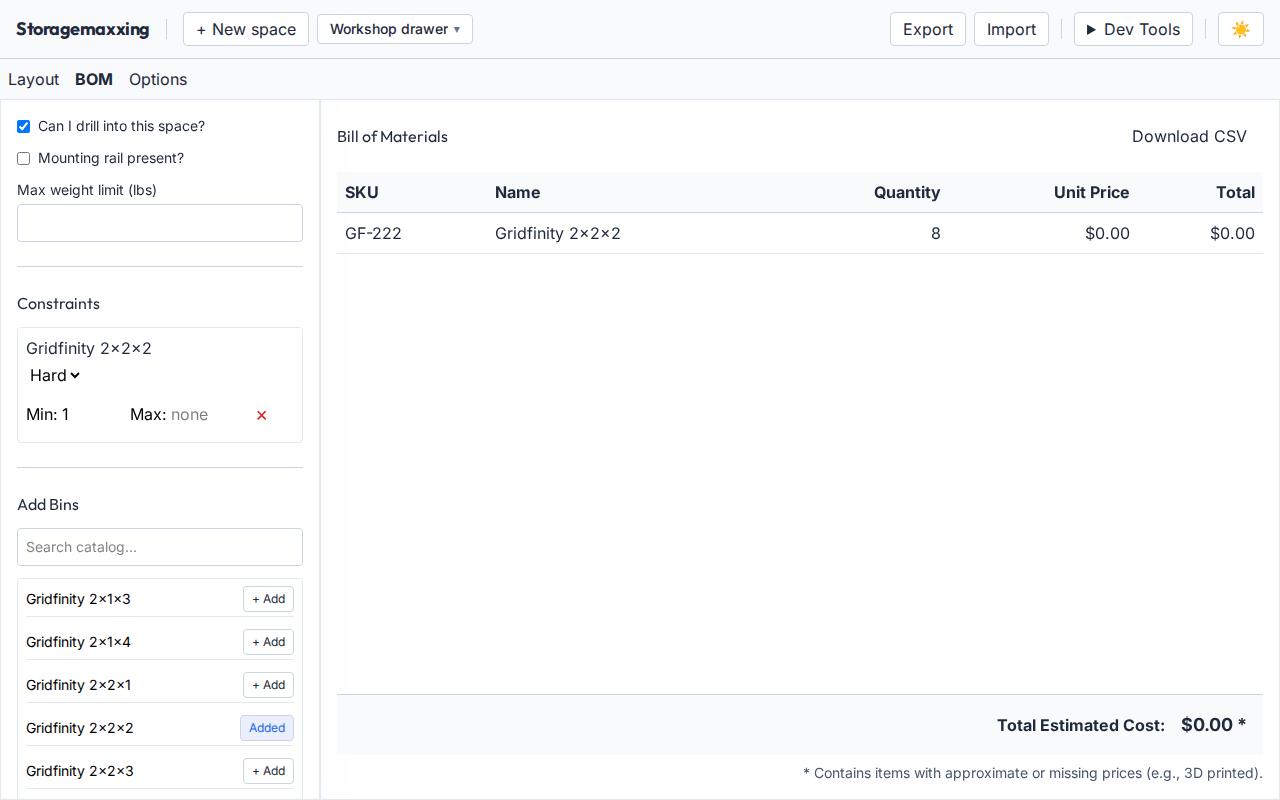 Storagemaxxing
+ New space
Workshop drawer ▾
Export
Import
▶ Dev Tools
☀️
Layout
BOM
Options
Can I drill into this space?
Mounting rail present?
Max weight limit (lbs)
Constraints
Gridfinity 2×2×2
Hard
Min: 1
Max: none
×
Add Bins
Search catalog...
Gridfinity 2×1×3
+ Add
Gridfinity 2×1×4
+ Add
Gridfinity 2×2×1
+ Add
Gridfinity 2×2×2
Added
Gridfinity 2×2×3
+ Add
Bill of Materials
Download CSV
SKU Name Quantity Unit Price Total
GF-222 Gridfinity 2×2×2 8 $0.00 $0.00
Total Estimated Cost: $0.00 *
* Contains items with approximate or missing prices (e.g., 3D printed).